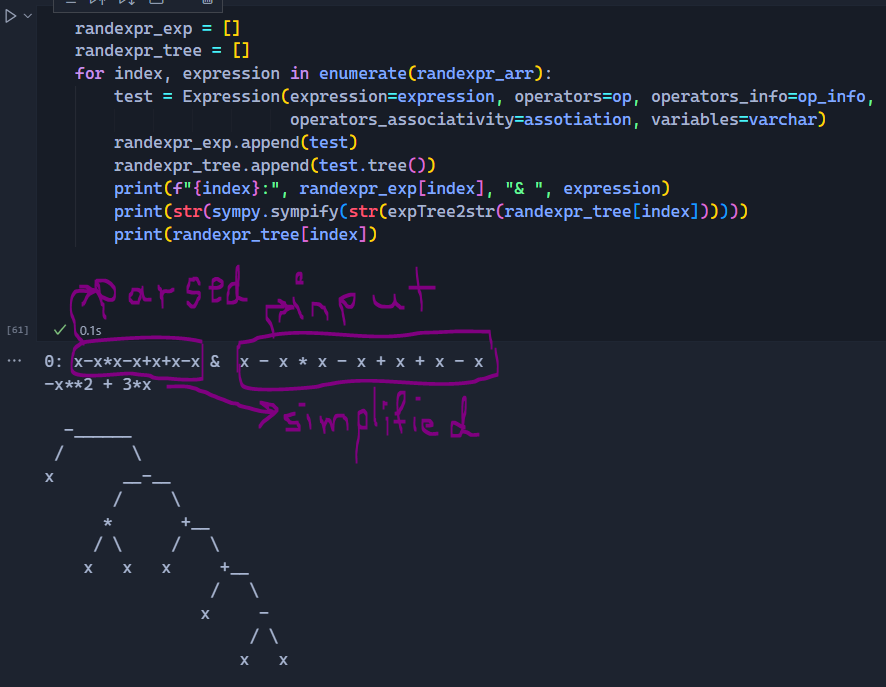 randexpr_exp = []
randexpr_tree = []
for index, expression in enumerate(randexpr_arr):
    test = Expression(expression=expression, operators=op, operators_info=op_info,
                      operators_associativity=assotiation, variables=varchar)
    randexpr_exp.append(test)
    randexpr_tree.append(test.tree())
    print(f"{index}:", randexpr_exp[index], "& ", expression)
    print(str(sympy.sympify(str(expTree2str(randexpr_tree[index])))))
    print(randexpr_tree[index])
parsed input
[61] ✓ 0.1s
... 0: x-x*x-x+x+x-x &  x - x * x - x + x + x - x
-x**2 + 3*x
simplified
  -______
 /       \
x       __-__
       /     \
      *      +__
     / \    /   \
    x   x  x    +__
               /   \
              x     -
                   / \
                  x   x